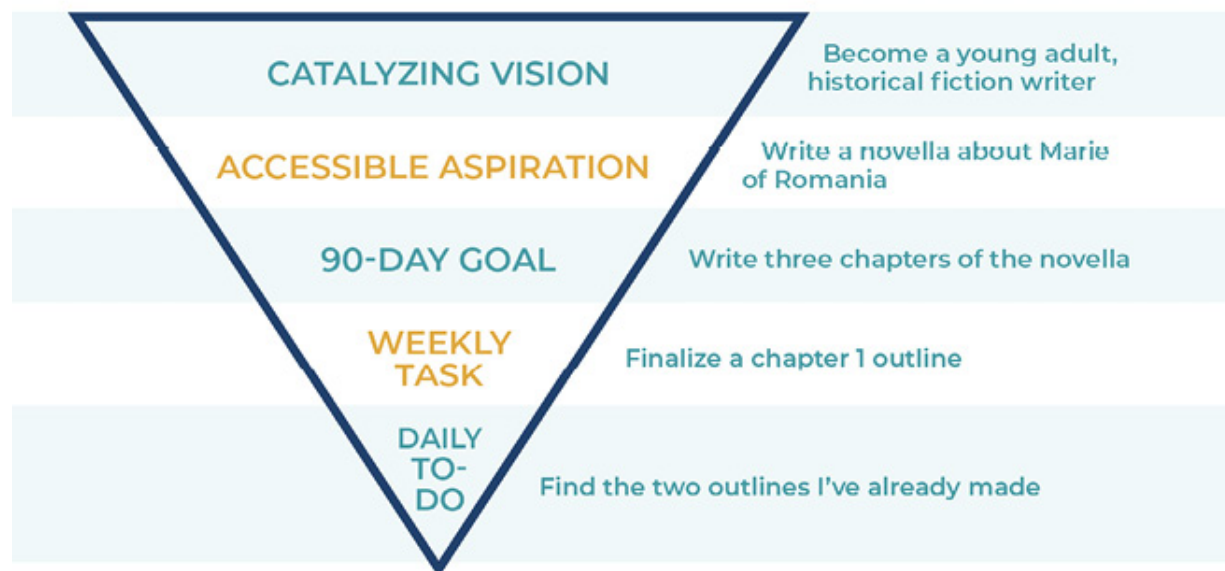 CATALYZING VISION
Become a young adult,
historical fiction writer
ACCESSIBLE ASPIRATION
Write a novella about Marie
of Romania
90-DAY GOAL
Write three chapters of the novella
WEEKLY
TASK
Finalize a chapter 1 outline
DAILY
TO-
DO
Find the two outlines I've already made